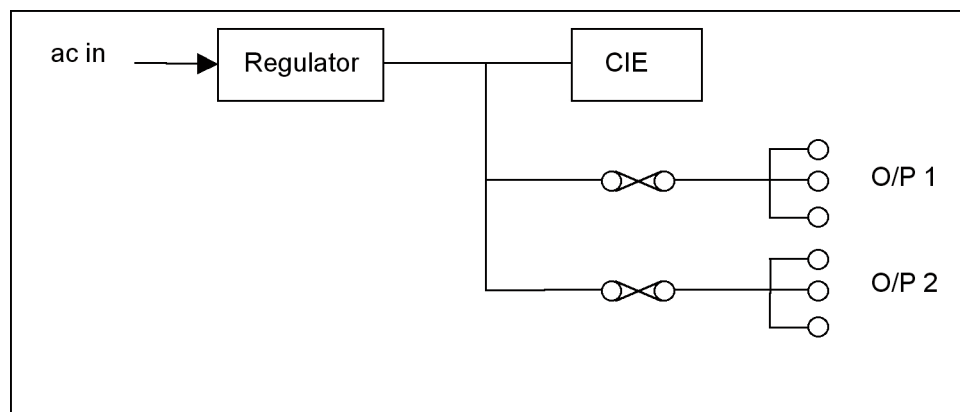 ac in
Regulator
CIE
O/P 1
O/P 2